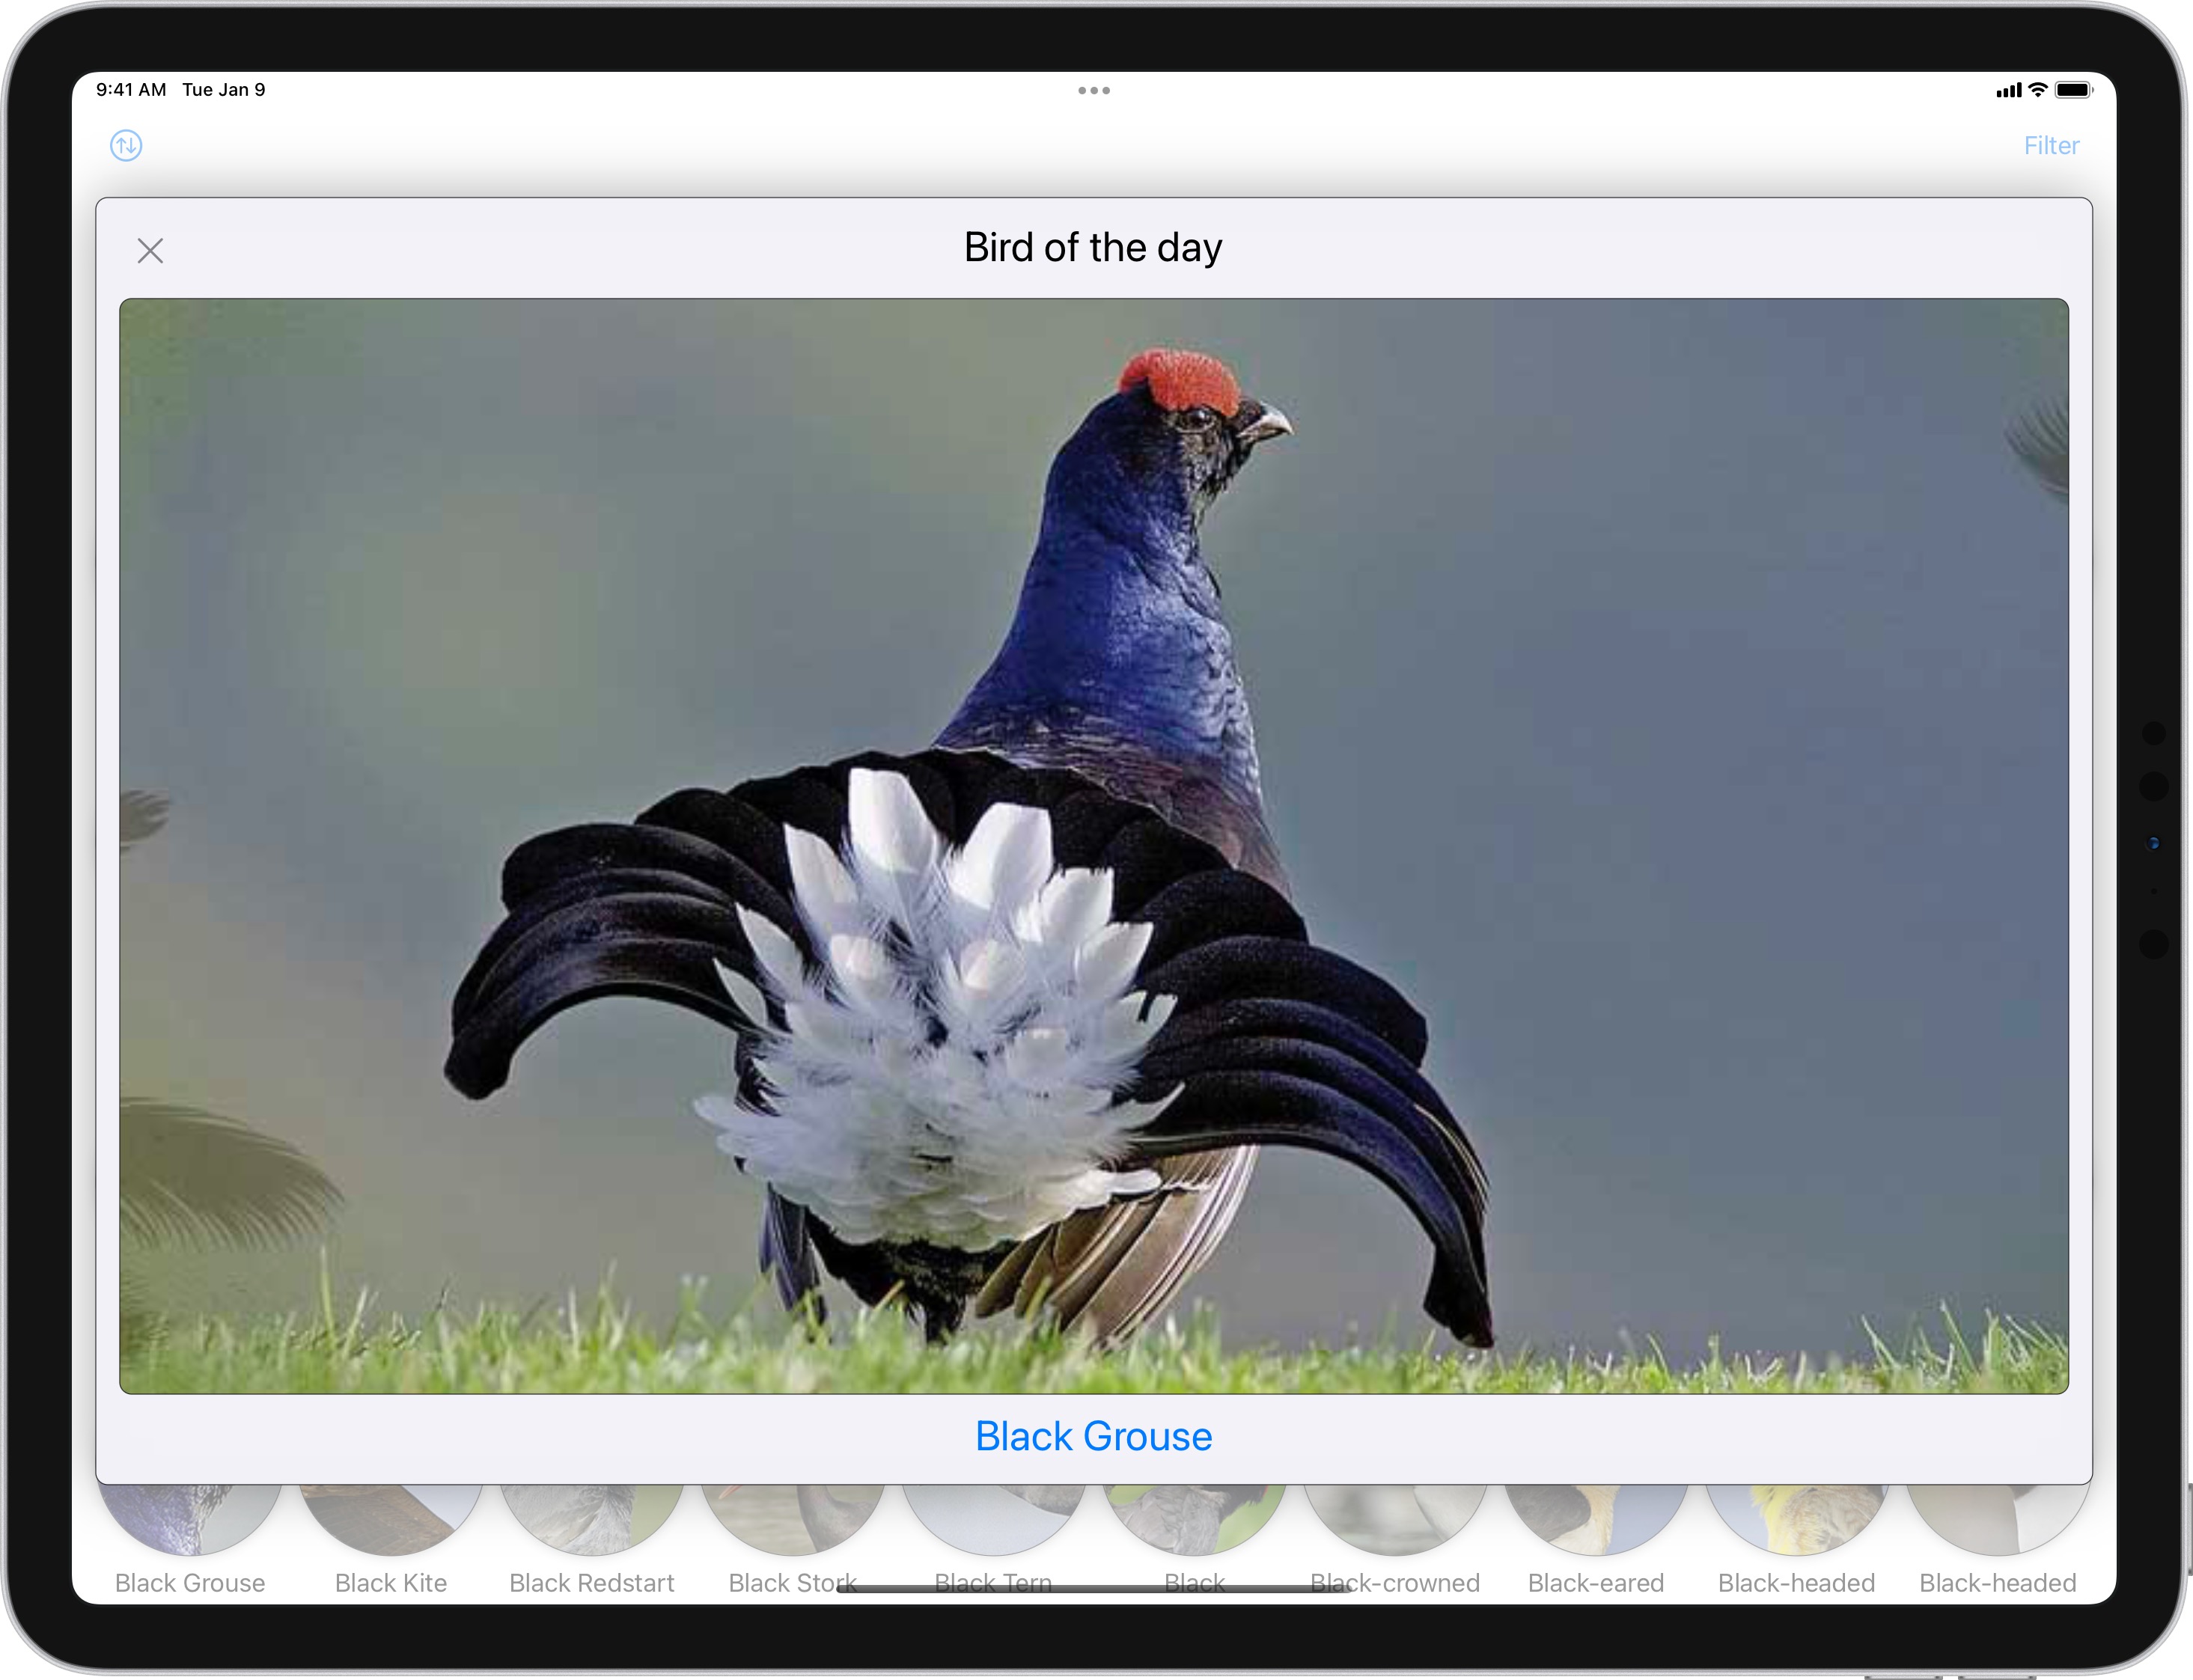 9:41 AM Tue Jan 9
Filter
Bird of the day
Black Grouse
Black Grouse Black Kite Black Redstart Black Stork Black Tern Black Black-crowned Black-eared Black-headed Black-headed